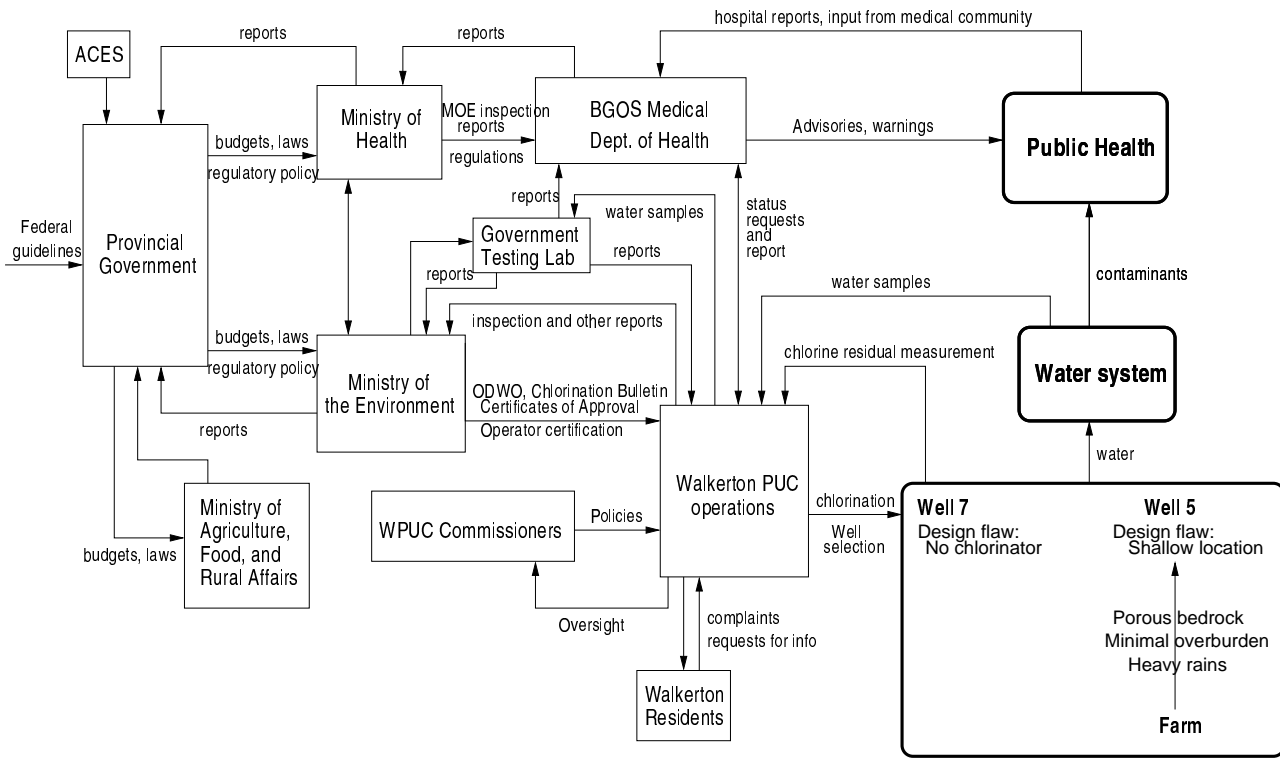 hospital reports, input from medical community
reports
reports
ACES
Ministry of
Health
MOE inspection
reports
regulations
BGOS Medical
Dept. of Health
Advisories, warnings
Public Health
budgets, laws
regulatory policy
Federal
guidelines
Provincial
Government
reports
water samples
status
requests
and
report
Government
Testing Lab
reports
reports
contaminants
water samples
inspection and other reports
budgets, laws
regulatory policy
chlorine residual measurement
Water system
Ministry of
the Environment
ODWO, Chlorination Bulletin
Certificates of Approval
Operator certification
reports
water
Walkerton PUC
operations
chlorination
Well
selection
Ministry of
Agriculture,
Food, and
Rural Affairs
budgets, laws
WPUC Commissioners
Policies
Oversight
complaints
requests for info
Walkerton
Residents
Well 7
Design flaw:
No chlorinator
Well 5
Design flaw:
Shallow location
Porous bedrock
Minimal overburden
Heavy rains
Farm